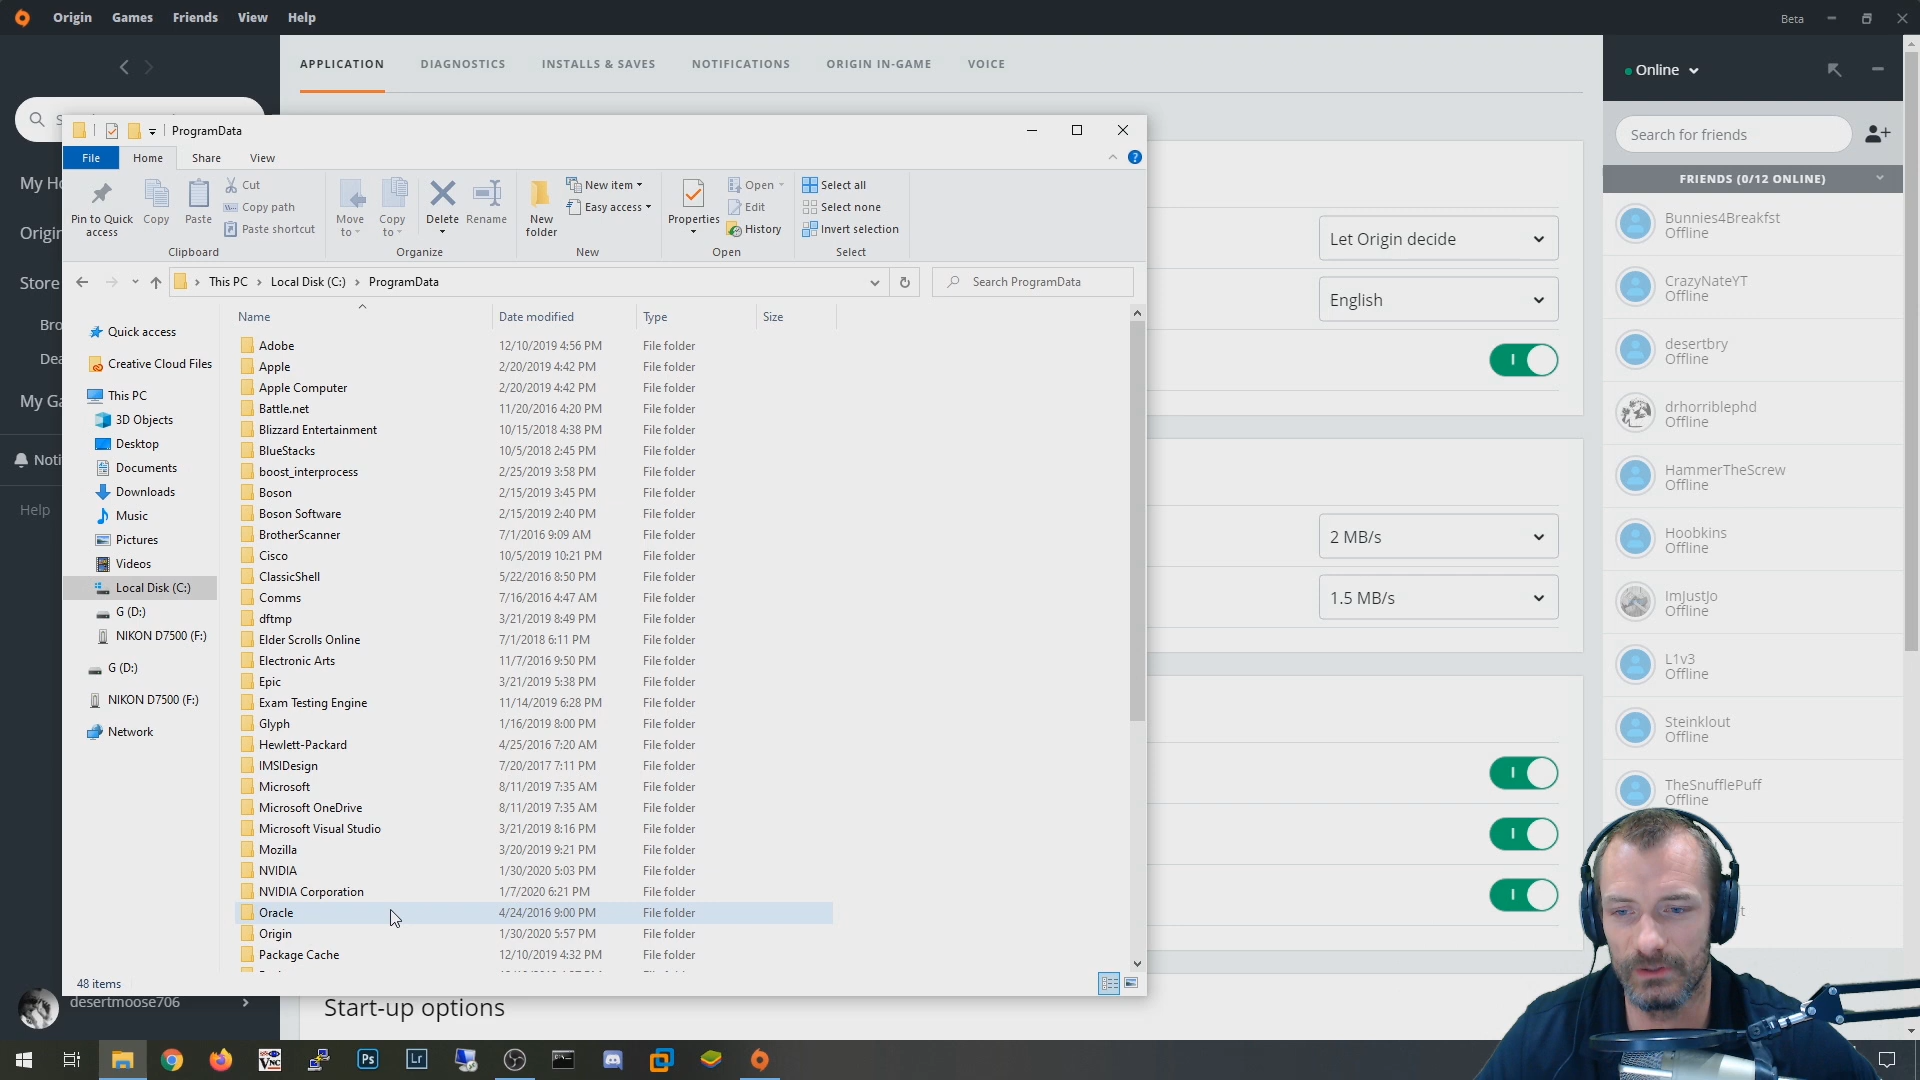 Origin Games Friends View Help Beta
APPLICATION DIAGNOSTICS INSTALLS & SAVES NOTIFICATIONS ORIGIN IN-GAME VOICE
Online
Search for friends
FRIENDS (0/12 ONLINE)
Bunnies4Breakfst
Offline
CrazyNateYT
Offline
desertbry
Offline
drhorriblephd
Offline
HammerTheScrew
Offline
Hoobkins
Offline
ImJustJo
Offline
L1v3
Offline
Steinklout
Offline
TheSnufflePuff
Offline
My Ho
Origin
Store
Bro
Dea
My Ga
Noti
Help
desertmoose706
ProgramData
File Home Share View
Pin to Quick access
Copy
Paste
Cut
Copy path
Paste shortcut
Clipboard
Move to
Copy to
Delete
Rename
Organize
New folder
New item
Easy access
New
Properties
Open
Edit
History
Open
Select all
Select none
Invert selection
Select
This PC Local Disk (C:) ProgramData
Search ProgramData
Quick access
Creative Cloud Files
This PC
3D Objects
Desktop
Documents
Downloads
Music
Pictures
Videos
Local Disk (C:)
G (D:)
NIKON D7500 (F:)
G (D:)
NIKON D7500 (F:)
Network
Name Date modified Type Size
Adobe 12/10/2019 4:56 PM File folder
Apple 2/20/2019 4:42 PM File folder
Apple Computer 2/20/2019 4:42 PM File folder
Battle.net 11/20/2016 4:20 PM File folder
Blizzard Entertainment 10/15/2018 4:38 PM File folder
BlueStacks 10/5/2018 2:45 PM File folder
boost_interprocess 2/25/2019 3:58 PM File folder
Boson 2/15/2019 3:45 PM File folder
Boson Software 2/15/2019 2:40 PM File folder
BrotherScanner 7/1/2016 9:09 AM File folder
Cisco 10/5/2019 10:21 PM File folder
ClassicShell 5/22/2016 8:50 PM File folder
Comms 7/16/2016 4:47 AM File folder
dftmp 3/21/2019 8:49 PM File folder
Elder Scrolls Online 7/1/2018 6:11 PM File folder
Electronic Arts 11/7/2016 9:50 PM File folder
Epic 3/21/2019 5:38 PM File folder
Exam Testing Engine 11/14/2019 6:28 PM File folder
Glyph 1/16/2019 8:00 PM File folder
Hewlett-Packard 4/25/2016 7:20 AM File folder
IMSIDesign 7/20/2017 7:11 PM File folder
Microsoft 8/11/2019 7:35 AM File folder
Microsoft OneDrive 8/11/2019 7:35 AM File folder
Microsoft Visual Studio 3/21/2019 8:16 PM File folder
Mozilla 3/20/2019 9:21 PM File folder
NVIDIA 1/30/2020 5:03 PM File folder
NVIDIA Corporation 1/7/2020 6:21 PM File folder
Oracle 4/24/2016 9:00 PM File folder
Origin 1/30/2020 5:57 PM File folder
Package Cache 12/10/2019 4:32 PM File folder
48 items
Let Origin decide
English
2 MB/s
1.5 MB/s
Start-up options
VNC
Ps
Lr